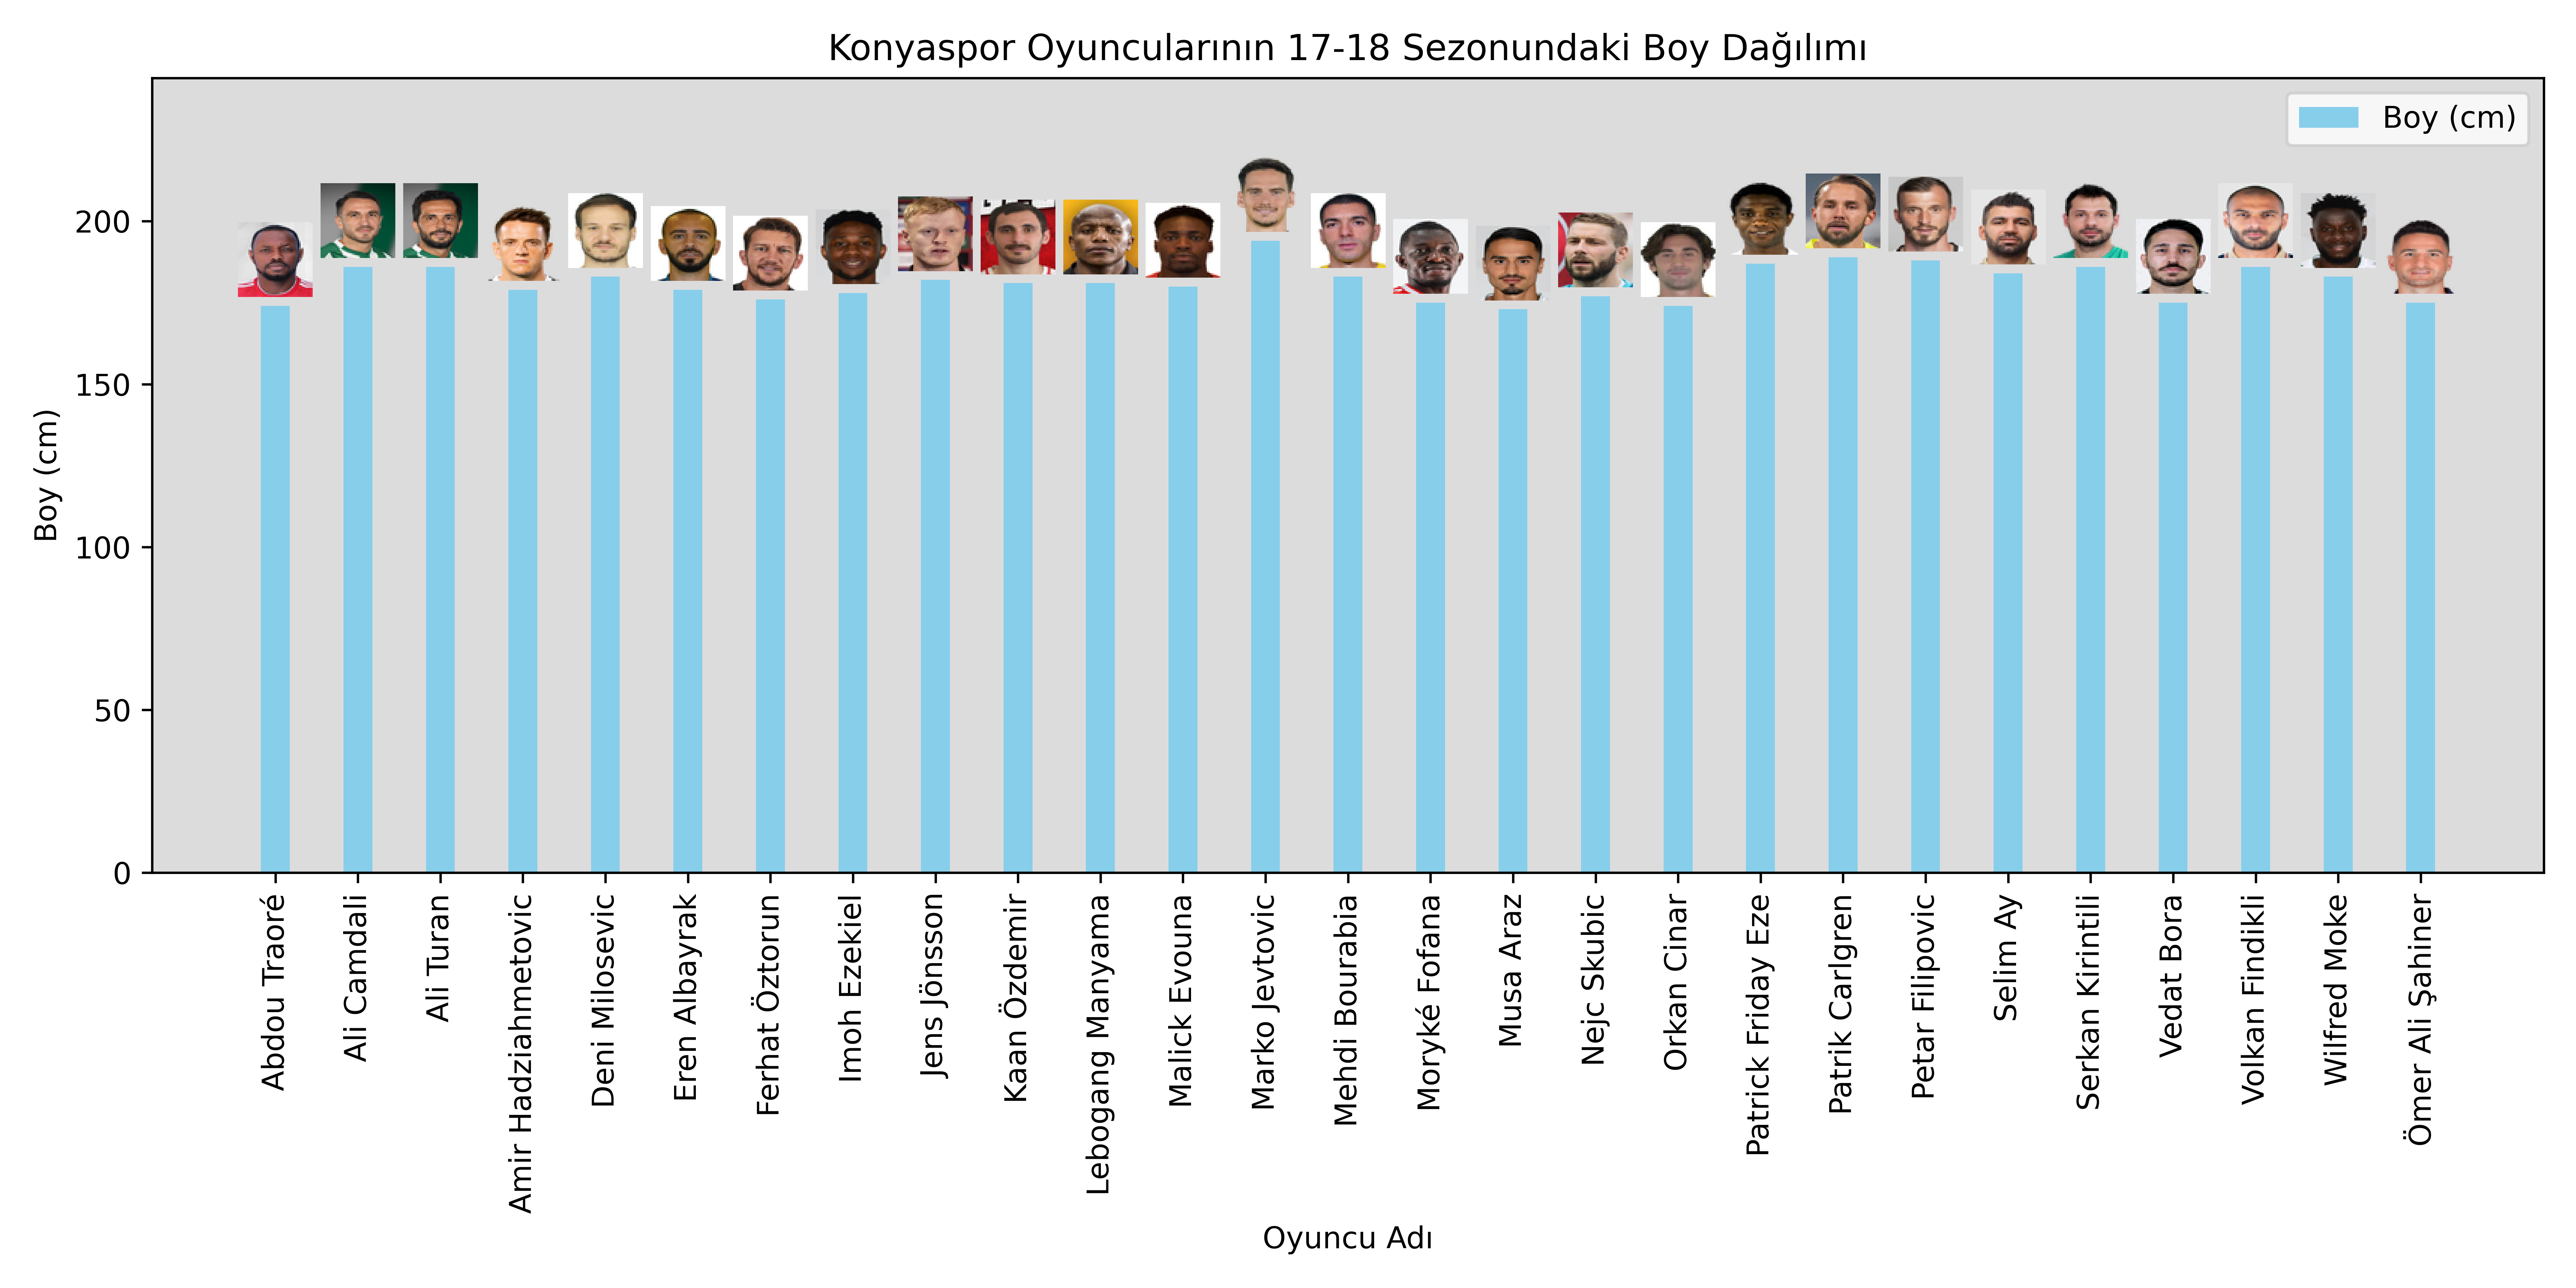 Konyaspor Oyuncularının 17-18 Sezonundaki Boy Dağılımı
Boy (cm)
Boy (cm)
200
150
100
50
0
Abdou Traoré
Ali Camdali
Ali Turan
Amir Hadziahmetovic
Deni Milosevic
Eren Albayrak
Ferhat Öztorun
Imoh Ezekiel
Jens Jönsson
Kaan Özdemir
Lebogang Manyama
Malick Evouna
Marko Jevtovic
Mehdi Bourabia
Moryké Fofana
Musa Araz
Nejc Skubic
Orkan Cinar
Patrick Friday Eze
Patrik Carlgren
Petar Filipovic
Selim Ay
Serkan Kirintili
Vedat Bora
Volkan Findikli
Wilfred Moke
Ömer Ali Şahiner
Oyuncu Adı